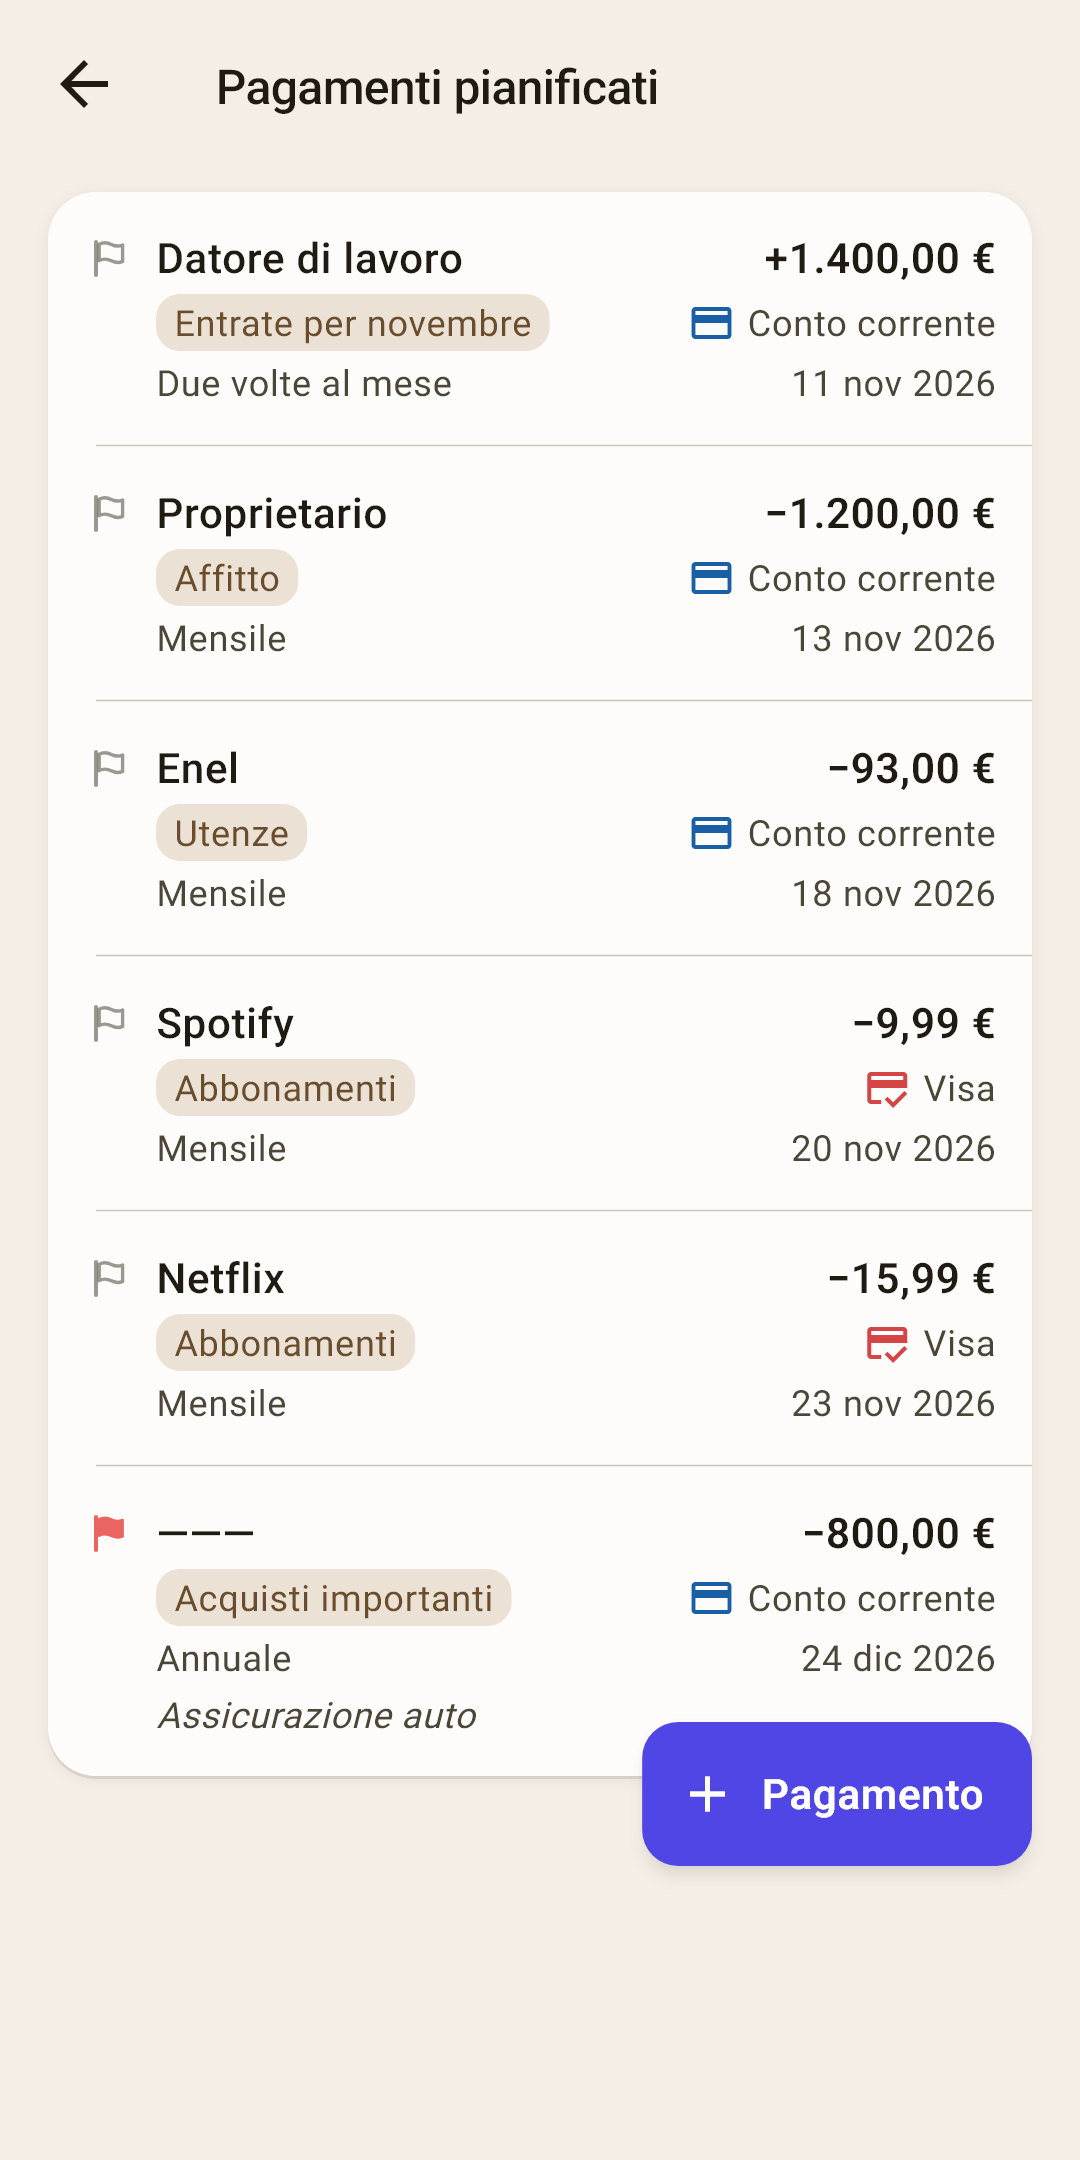 Pagamenti pianificati
Datore di lavoro +1.400,00 €
Entrate per novembre Conto corrente
Due volte al mese 11 nov 2026
Proprietario −1.200,00 €
Affitto Conto corrente
Mensile 13 nov 2026
Enel −93,00 €
Utenze Conto corrente
Mensile 18 nov 2026
Spotify −9,99 €
Abbonamenti Visa
Mensile 20 nov 2026
Netflix −15,99 €
Abbonamenti Visa
Mensile 23 nov 2026
——— −800,00 €
Acquisti importanti Conto corrente
Annuale 24 dic 2026
Assicurazione auto
+ Pagamento